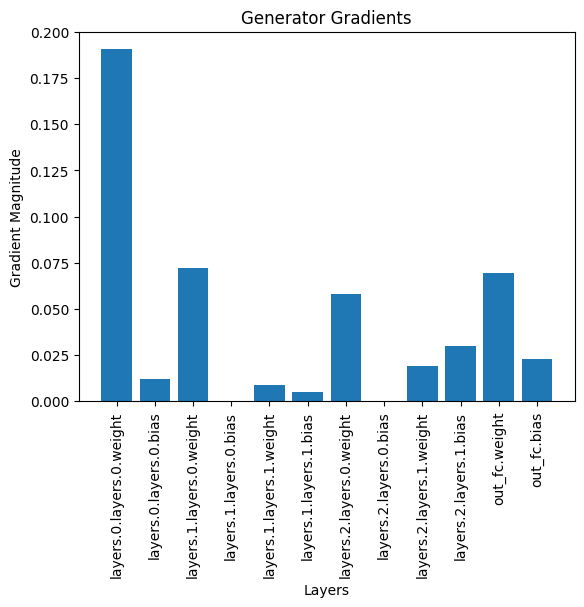 Generator Gradients
0.200
0.175
0.150
0.125
0.100
0.075
0.050
0.025
0.000
Gradient Magnitude
layers.0.layers.0.weight
layers.0.layers.0.bias
layers.1.layers.0.weight
layers.1.layers.0.bias
layers.1.layers.1.weight
layers.1.layers.1.bias
layers.2.layers.0.weight
layers.2.layers.0.bias
layers.2.layers.1.weight
layers.2.layers.1.bias
out_fc.weight
out_fc.bias
Layers